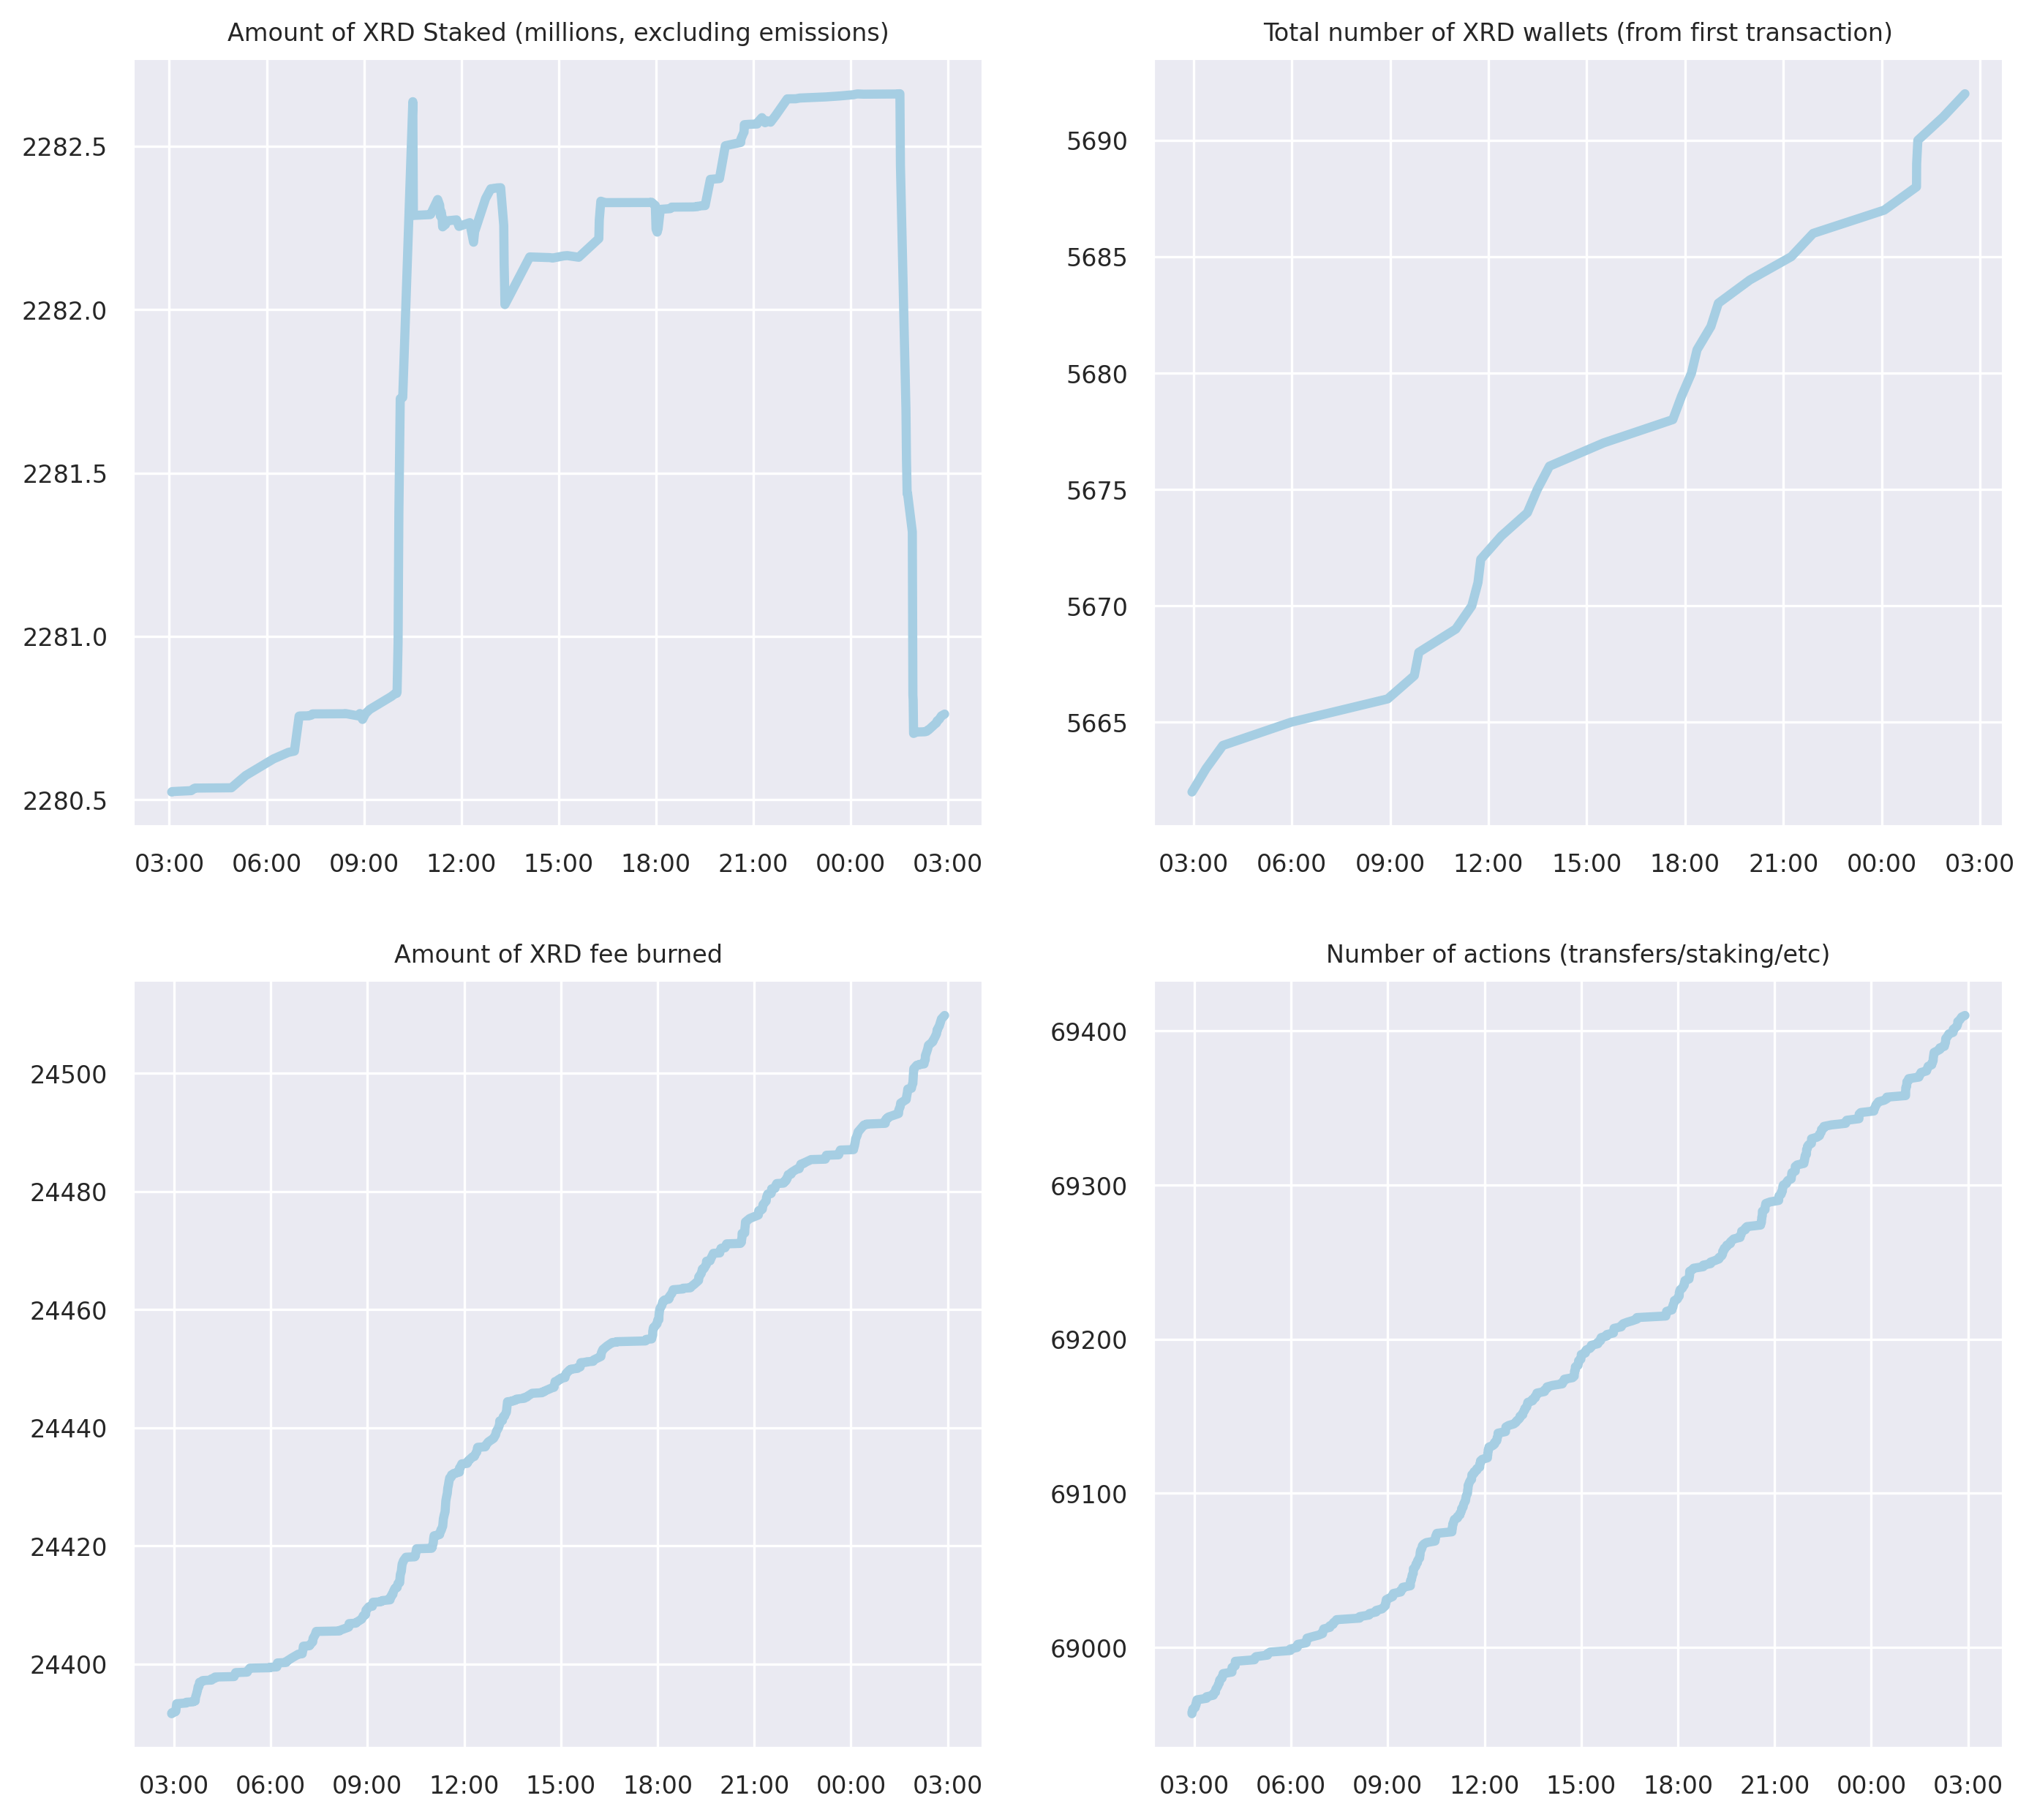 Amount of XRD Staked (millions, excluding emissions)
2282.5
2282.0
2281.5
2281.0
2280.5
03:00 06:00 09:00 12:00 15:00 18:00 21:00 00:00 03:00
Total number of XRD wallets (from first transaction)
5690
5685
5680
5675
5670
5665
03:00 06:00 09:00 12:00 15:00 18:00 21:00 00:00 03:00
Amount of XRD fee burned
24500
24480
24460
24440
24420
24400
03:00 06:00 09:00 12:00 15:00 18:00 21:00 00:00 03:00
Number of actions (transfers/staking/etc)
69400
69300
69200
69100
69000
03:00 06:00 09:00 12:00 15:00 18:00 21:00 00:00 03:00